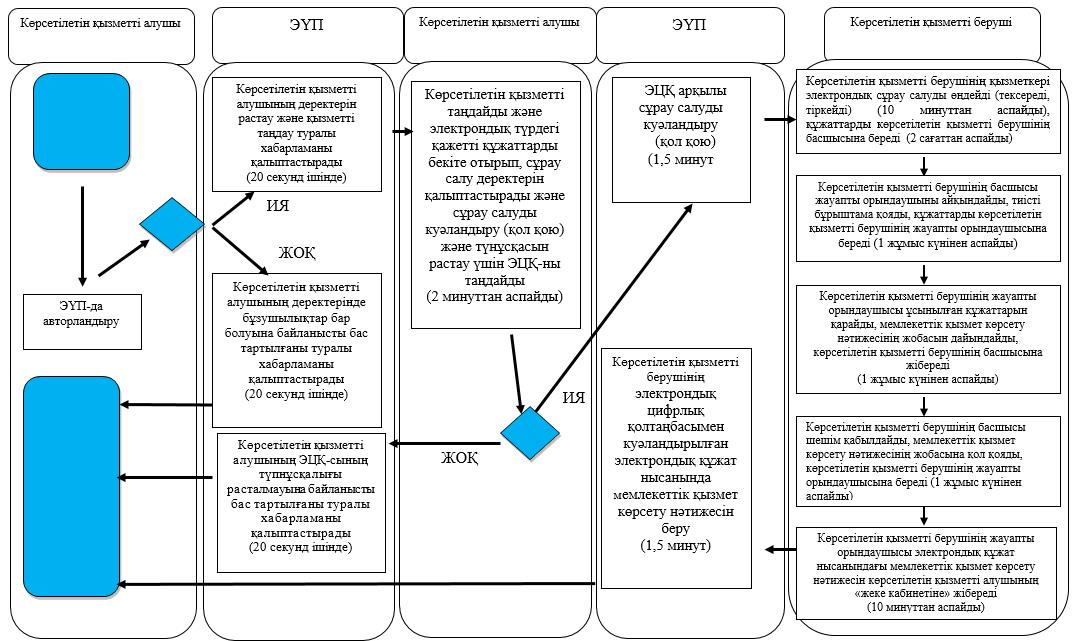 Көрсетілетін қызметті алушы
ЭҮП
Көрсетілетін қызметті алушы
ЭҮП
Көрсетілетін қызметті беруші
ЭҮП-да
авторландыру
Көрсетілетін қызметті
алушының деректерін
растау және қызметті
таңдау туралы
хабарламаны
қалыптастырады
(20 секунд ішінде)
ИЯ
ЖОҚ
Көрсетілетін қызметті
алушының деректерінде
бұзушылықтар бар
болуына байланысты бас
тартылғаны туралы
хабарламаны
қалыптастырады
(20 секунд ішінде)
Көрсетілетін қызметті
алушының ЭЦҚ-сының
түпнұсқалығы
расталмауына байланысты
бас тартылғаны туралы
хабарламаны
қалыптастырады
(20 секунд ішінде)
Көрсетілетін қызметті
таңдайды және
электрондық түрдегі
қажетті құжаттарды
бекіте отырып, сұрау
салу деректерін
қалыптастырады және
сұрау салуды
куәландыру (қол қою)
және түнұсқасын
растау үшін ЭЦҚ-ны
таңдайды
(2 минуттан аспайды)
ИЯ
ЖОҚ
ЭЦҚ арқылы
сұрау салуды
куәландыру
(қол қою)
(1,5 минут
Көрсетілетін қызметті
берушінің
электрондық
цифрлық
қолтаңбасымен
куәландырылған
электрондық құжат
нысанында
мемлекеттік қызмет
көрсету нәтижесін
беру
(1,5 минут)
Көрсетілетін қызметті берушінің қызметкері
электрондық сұрау салуды өңдейді (тексереді,
тіркейді) (10 минуттан аспайды),
құжаттарды көрсетілетін қызметті берушінің
басшысына береді (2 сағаттан аспайды)
Көрсетілетін қызметті берушінің басшысы
жауапты орындаушыны айқындайды, тиісті
бұрыштама қояды, құжаттарды көрсетілетін
қызметті берушінің жауапты орындаушысына
береді (1 жұмыс күнінен аспайды)
Көрсетілетін қызметті берушінің жауапты
орындаушысы ұсынылған құжаттарын
қарайды, мемлекеттік қызмет көрсету
нәтижесінің жобасын дайындайды,
көрсетілетін қызметті берушінің басшысына
жібереді
(1 жұмыс күнінен аспайды)
Көрсетілетін қызметті берушінің басшысы
шешім қабылдайды, мемлекеттік қызмет
көрсету нәтижесінің жобасына қол қояды,
көрсетілетін қызметті берушінің жауапты
орындаушысына береді (1 жұмыс күнінен
аспайды)
Көрсетілетін қызметті берушінің жауапты
орындаушысы электрондық құжат
нысанындағы мемлекеттік қызмет көрсету
нәтижесін көрсетілетін қызметті алушының
«жеке кабинетіне» жібереді
(10 минуттан аспайды)